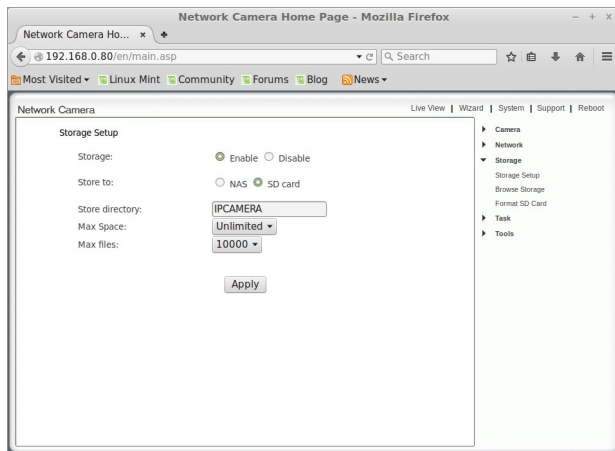 Network Camera Home Page - Mozilla Firefox
Network Camera Ho...
192.168.0.80/en/main.asp
Search
Most Visited
Linux Mint
Community
Forums
Blog
News
Network Camera
Live View | Wizard | System | Support | Reboot
Storage Setup
Storage: Enable Disable
Store to: NAS SD card
Store directory: IPCAMERA
Max Space: Unlimited
Max files: 10000
Apply
Camera
Network
Storage
Storage Setup
Browse Storage
Format SD Card
Task
Tools